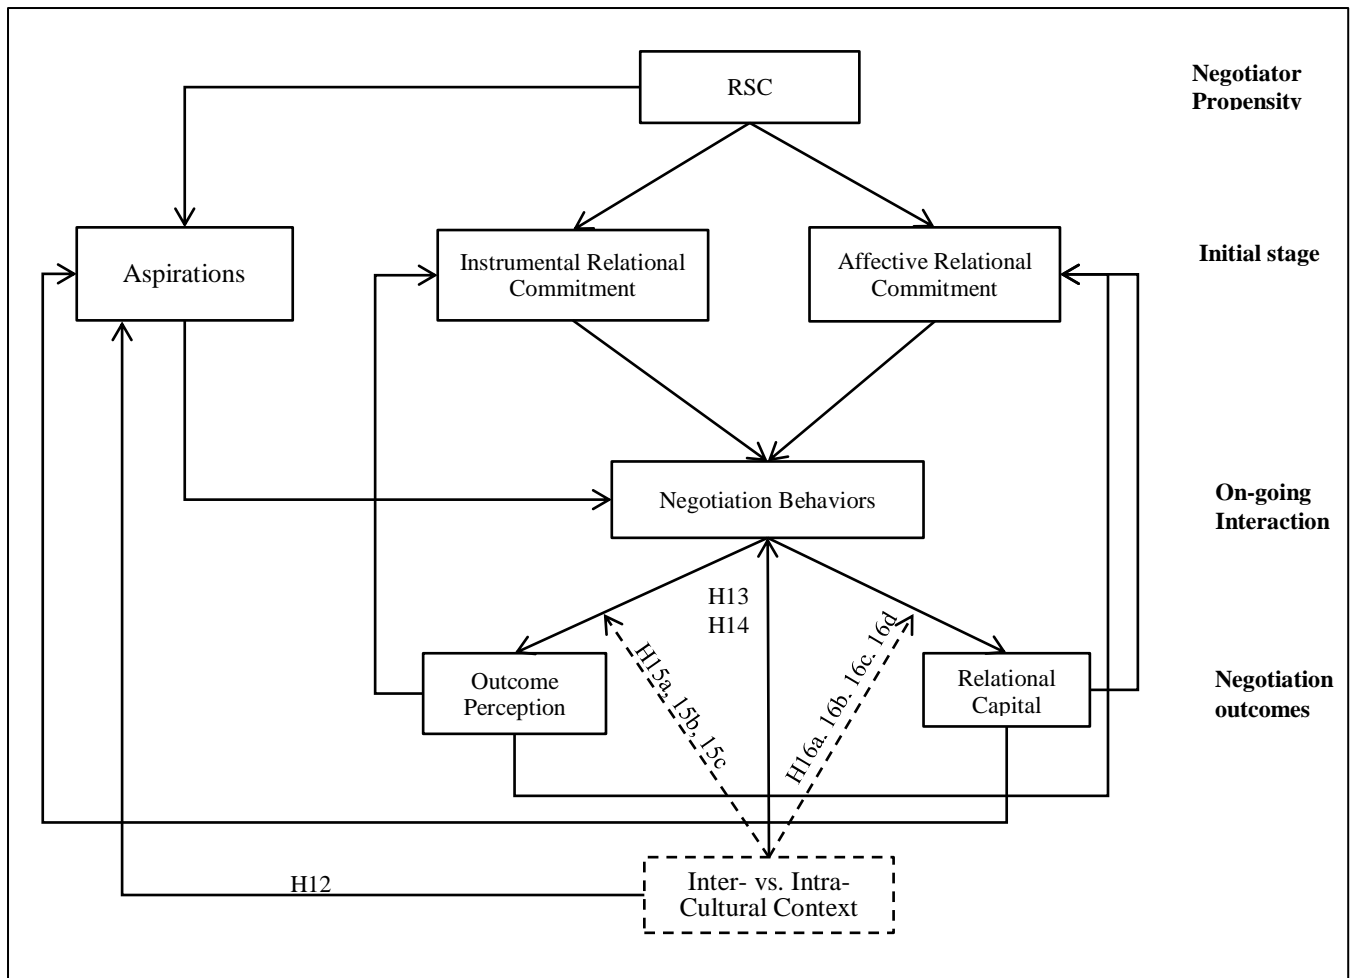 RSC
Negotiator
Propensity
Aspirations
Instrumental Relational
Commitment
Affective Relational
Commitment
Initial stage
Negotiation Behaviors
On-going
Interaction
H13
H14
H15a, 15b, 15c
H16a. 16b. 16c. 16d
Outcome
Perception
Relational
Capital
Negotiation
outcomes
H12
Inter- vs. Intra-
Cultural Context